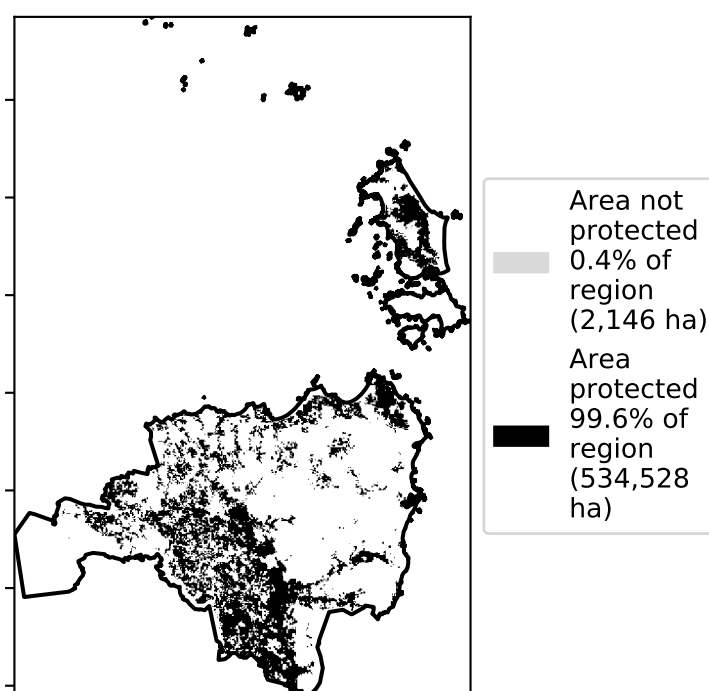 Area not
protected
0.4% of
region
(2,146 ha)
Area
protected
99.6% of
region
(534,528
ha)